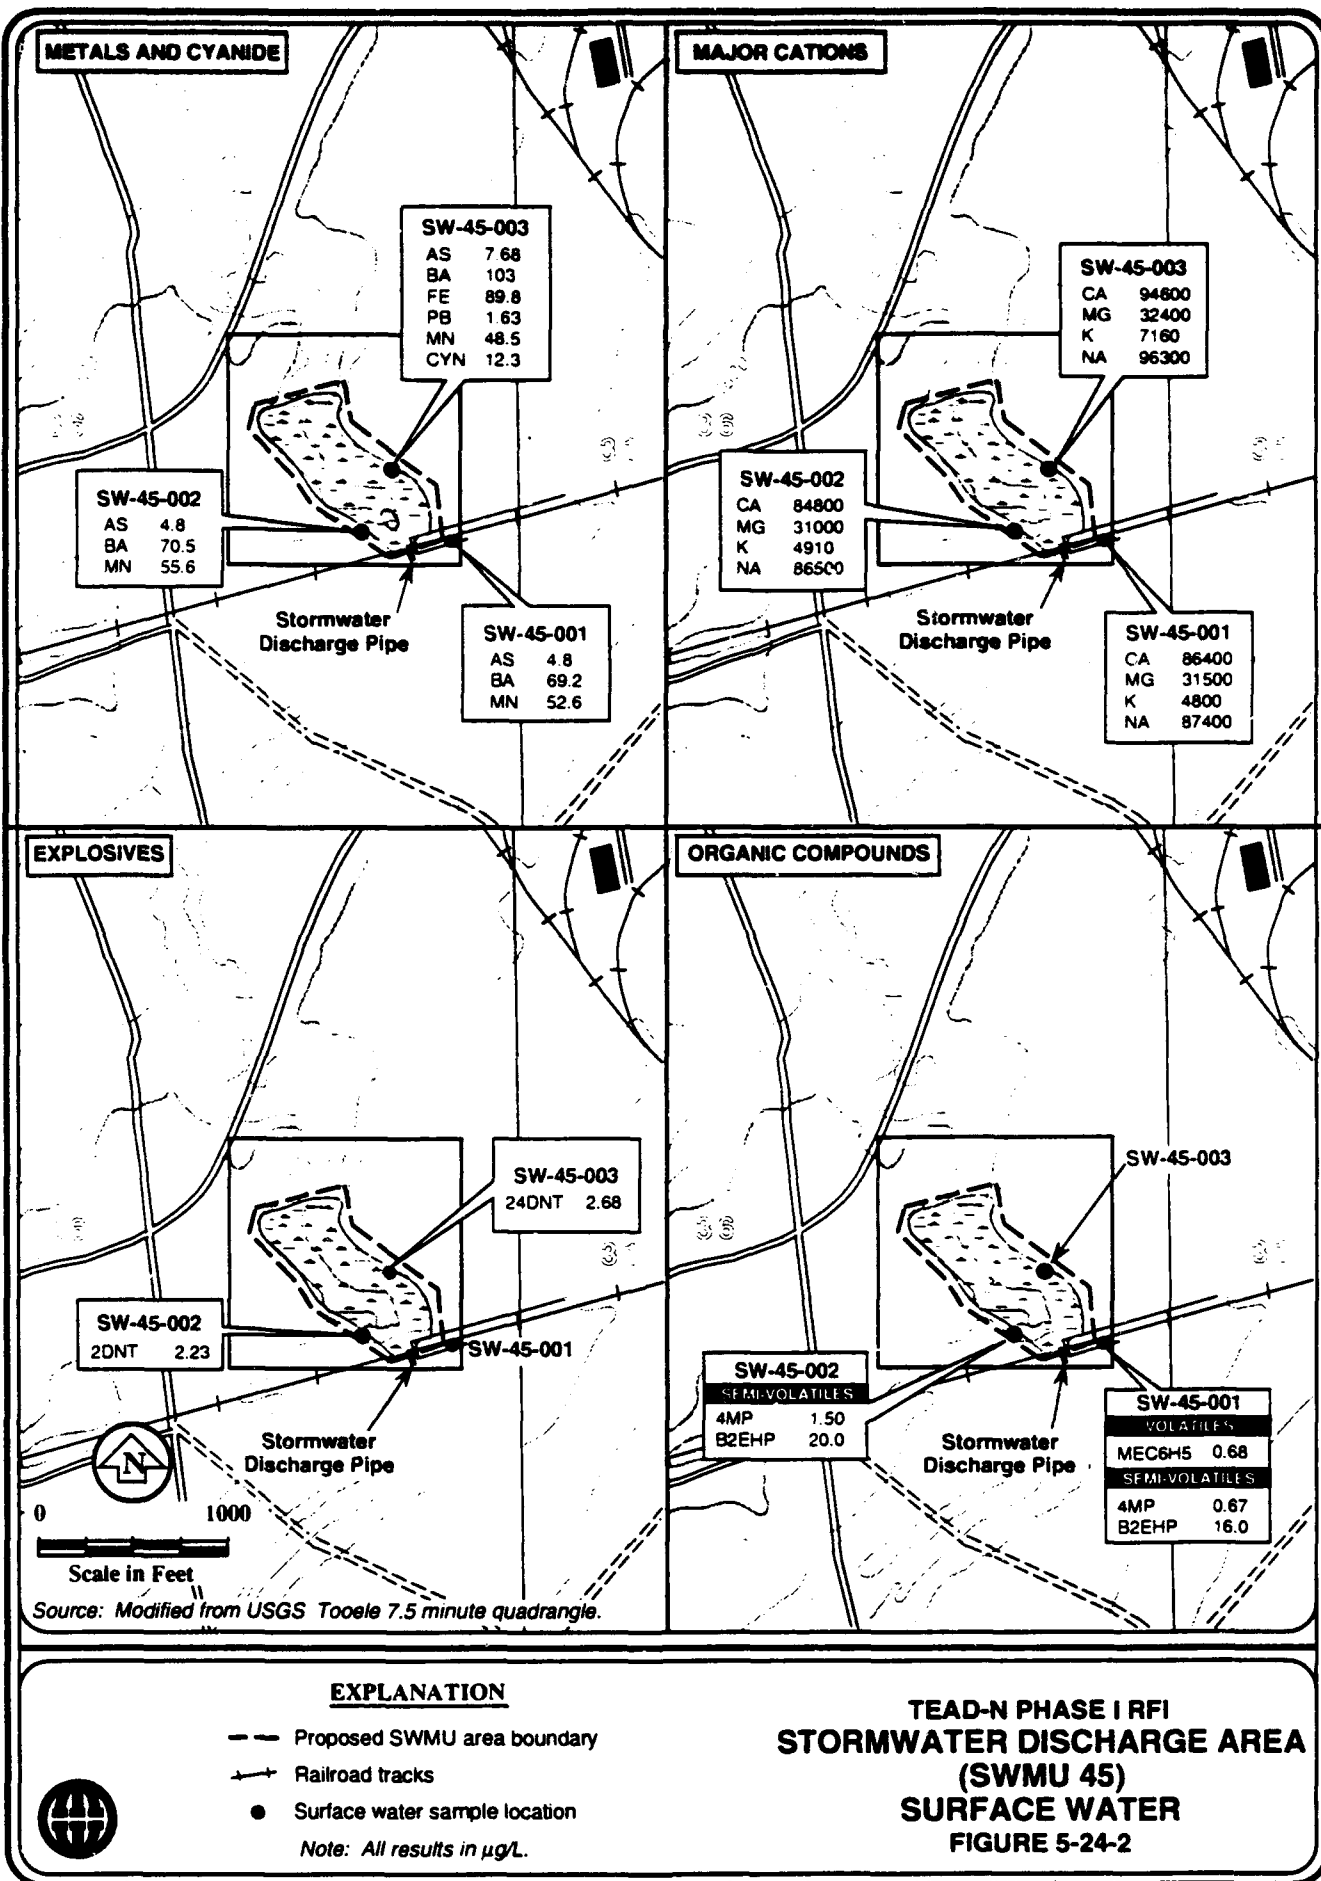 METALS AND CYANIDE
SW-45-003
AS 7.68
BA 103
FE 89.8
PB 1.63
MN 48.5
CYN 12.3
SW-45-002
AS 4.8
BA 70.5
MN 55.6
Stormwater
Discharge Pipe
SW-45-001
AS 4.8
BA 69.2
MN 52.6
MAJOR CATIONS
SW-45-003
CA 94600
MG 32400
K 7160
NA 96300
SW-45-002
CA 84800
MG 31000
K 4910
NA 86500
Stormwater
Discharge Pipe
SW-45-001
CA 86400
MG 31500
K 4800
NA 87400
EXPLOSIVES
SW-45-003
24DNT 2.68
SW-45-002
2DNT 2.23
SW-45-001
Stormwater
Discharge Pipe
N
0 1000
Scale in Feet
Source: Modified from USGS Tooele 7.5 minute quadrangle.
ORGANIC COMPOUNDS
SW-45-003
SW-45-002
SEMI-VOLATILES
4MP 1.50
B2EHP 20.0
Stormwater
Discharge Pipe
SW-45-001
VOLATILES
MEC6H5 0.68
SEMI-VOLATILES
4MP 0.67
B2EHP 16.0
EXPLANATION
Proposed SWMU area boundary
Railroad tracks
Surface water sample location
Note: All results in µg/L.
TEAD-N PHASE I RFI
STORMWATER DISCHARGE AREA
(SWMU 45)
SURFACE WATER
FIGURE 5-24-2